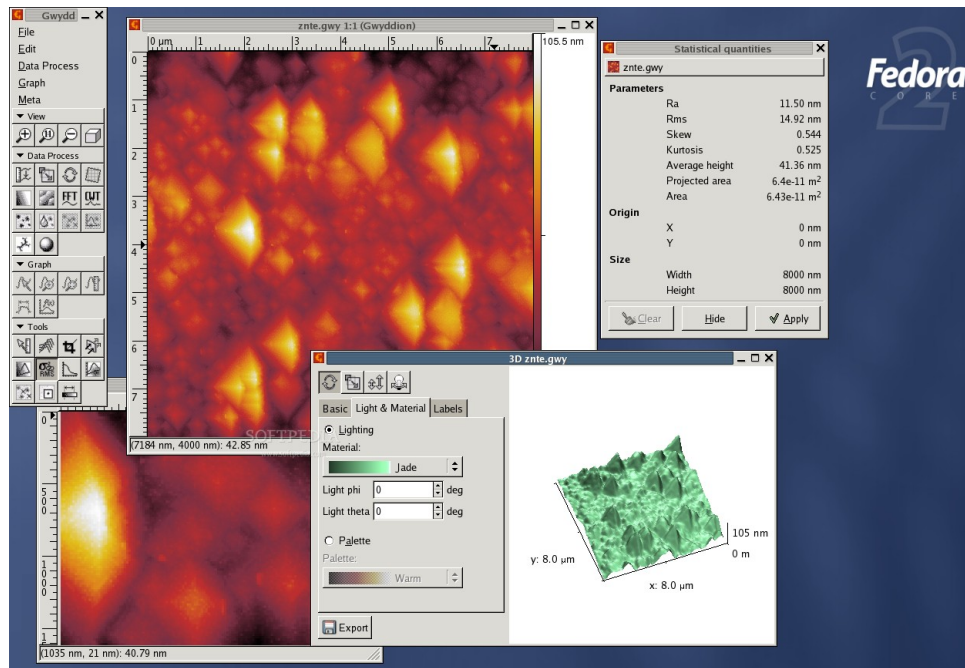 Gwydd
File
Edit
Data Process
Graph
Meta
View
Data Process
FFT CWT
Graph
Tools
RMS
znte.gwy 1:1 (Gwyddion)
0 µm 1 2 3 4 5 6 7
105.5 nm
0
1
2
3
4
5
6
7
(7184 nm, 4000 nm): 42.85 nm
SOFTPEDIA
Statistical quantities
znte.gwy
Parameters
Ra 11.50 nm
Rms 14.92 nm
Skew 0.544
Kurtosis 0.525
Average height 41.36 nm
Projected area 6.4e-11 m²
Area 6.43e-11 m²
Origin
X 0 nm
Y 0 nm
Size
Width 8000 nm
Height 8000 nm
Clear Hide Apply
Fedora
CORE
2
3D znte.gwy
Basic Light & Material Labels
Lighting
Material:
Jade
Light phi 0 deg
Light theta 0 deg
Palette
Palette:
Warm
Export
105 nm
0 m
y: 8.0 µm
x: 8.0 µm
0
500
1000
(1035 nm, 21 nm): 40.79 nm